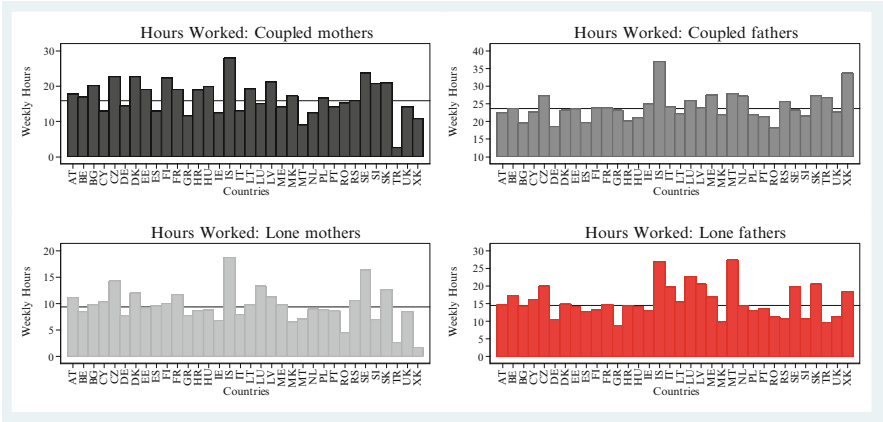 Hours Worked: Coupled mothers
Weekly Hours
30
20
10
0
AT BE BG CY CZ DE DK EE ES FI FR GR HR HU IE IS IT LT LU LV ME MK MT NL PL PT RO RS SE SI SK TR UK XK
Countries
Hours Worked: Coupled fathers
Weekly Hours
40
35
30
25
20
15
10
AT BE BG CY CZ DE DK EE ES FI FR GR HR HU IE IS IT LT LU LV ME MK MT NL PL PT RO RS SE SI SK TR UK XK
Countries
Hours Worked: Lone mothers
Weekly Hours
20
15
10
5
0
AT BE BG CY CZ DE DK EE ES FI FR GR HR HU IE IS IT LT LU LV ME MK MT NL PL PT RO RS SE SI SK TR UK XK
Countries
Hours Worked: Lone fathers
Weekly Hours
30
25
20
15
10
5
0
AT BE BG CY CZ DE DK EE ES FI FR GR HR HU IE IS IT LT LU LV ME MK MT NL PL PT RO RS SE SI SK TR UK XK
Countries